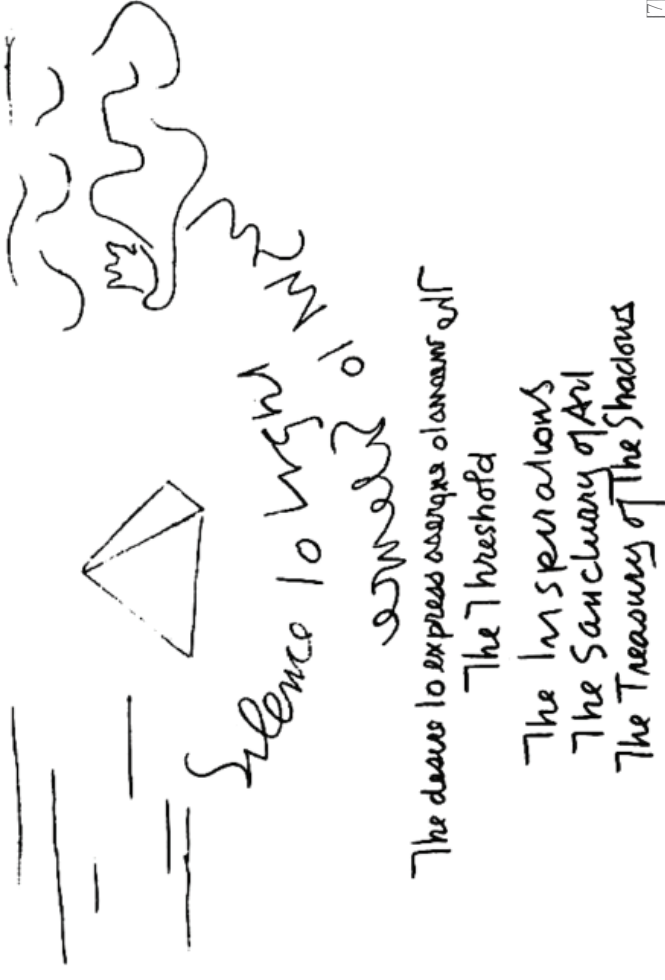 Silence to Light
The desire to express
The Threshold
The Inspirations
The Sanctuary of Art
The Treasury of The Shadows
[7]